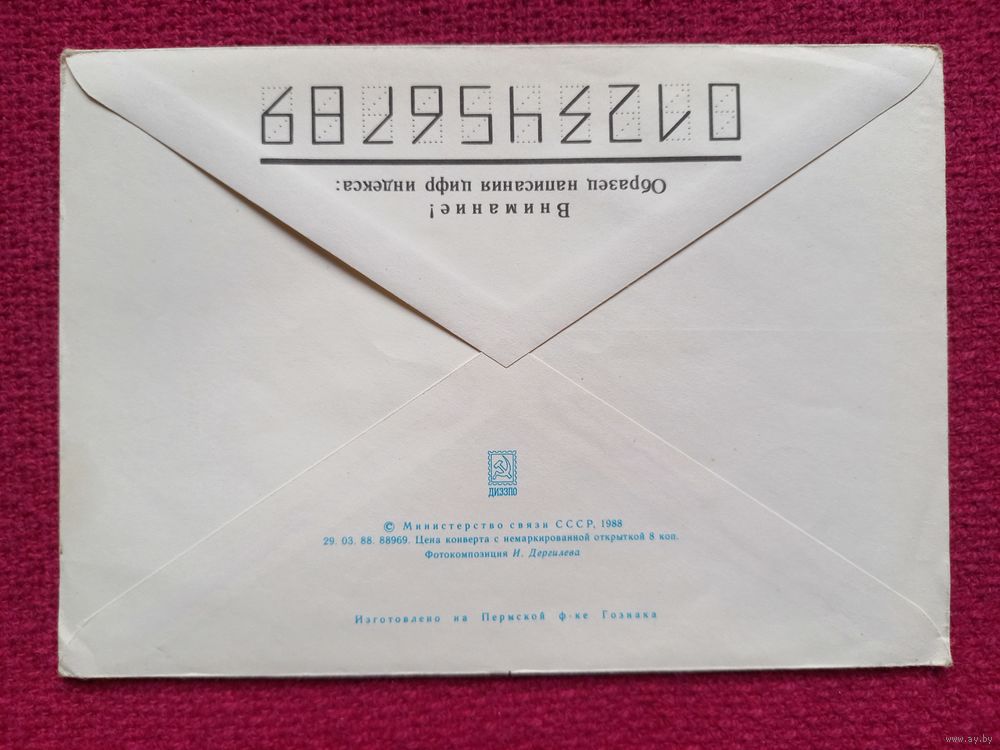 Внимание!
Образец написания цифр индекса:
0123456789
ДИЭЗПО
© Министерство связи СССР, 1988
29. 03. 88. 88969. Цена конверта с немаркированной открыткой 8 коп.
Фотокомпозиция И. Дергилева
Изготовлено на Пермской ф-ке Гознака
www.ay.by